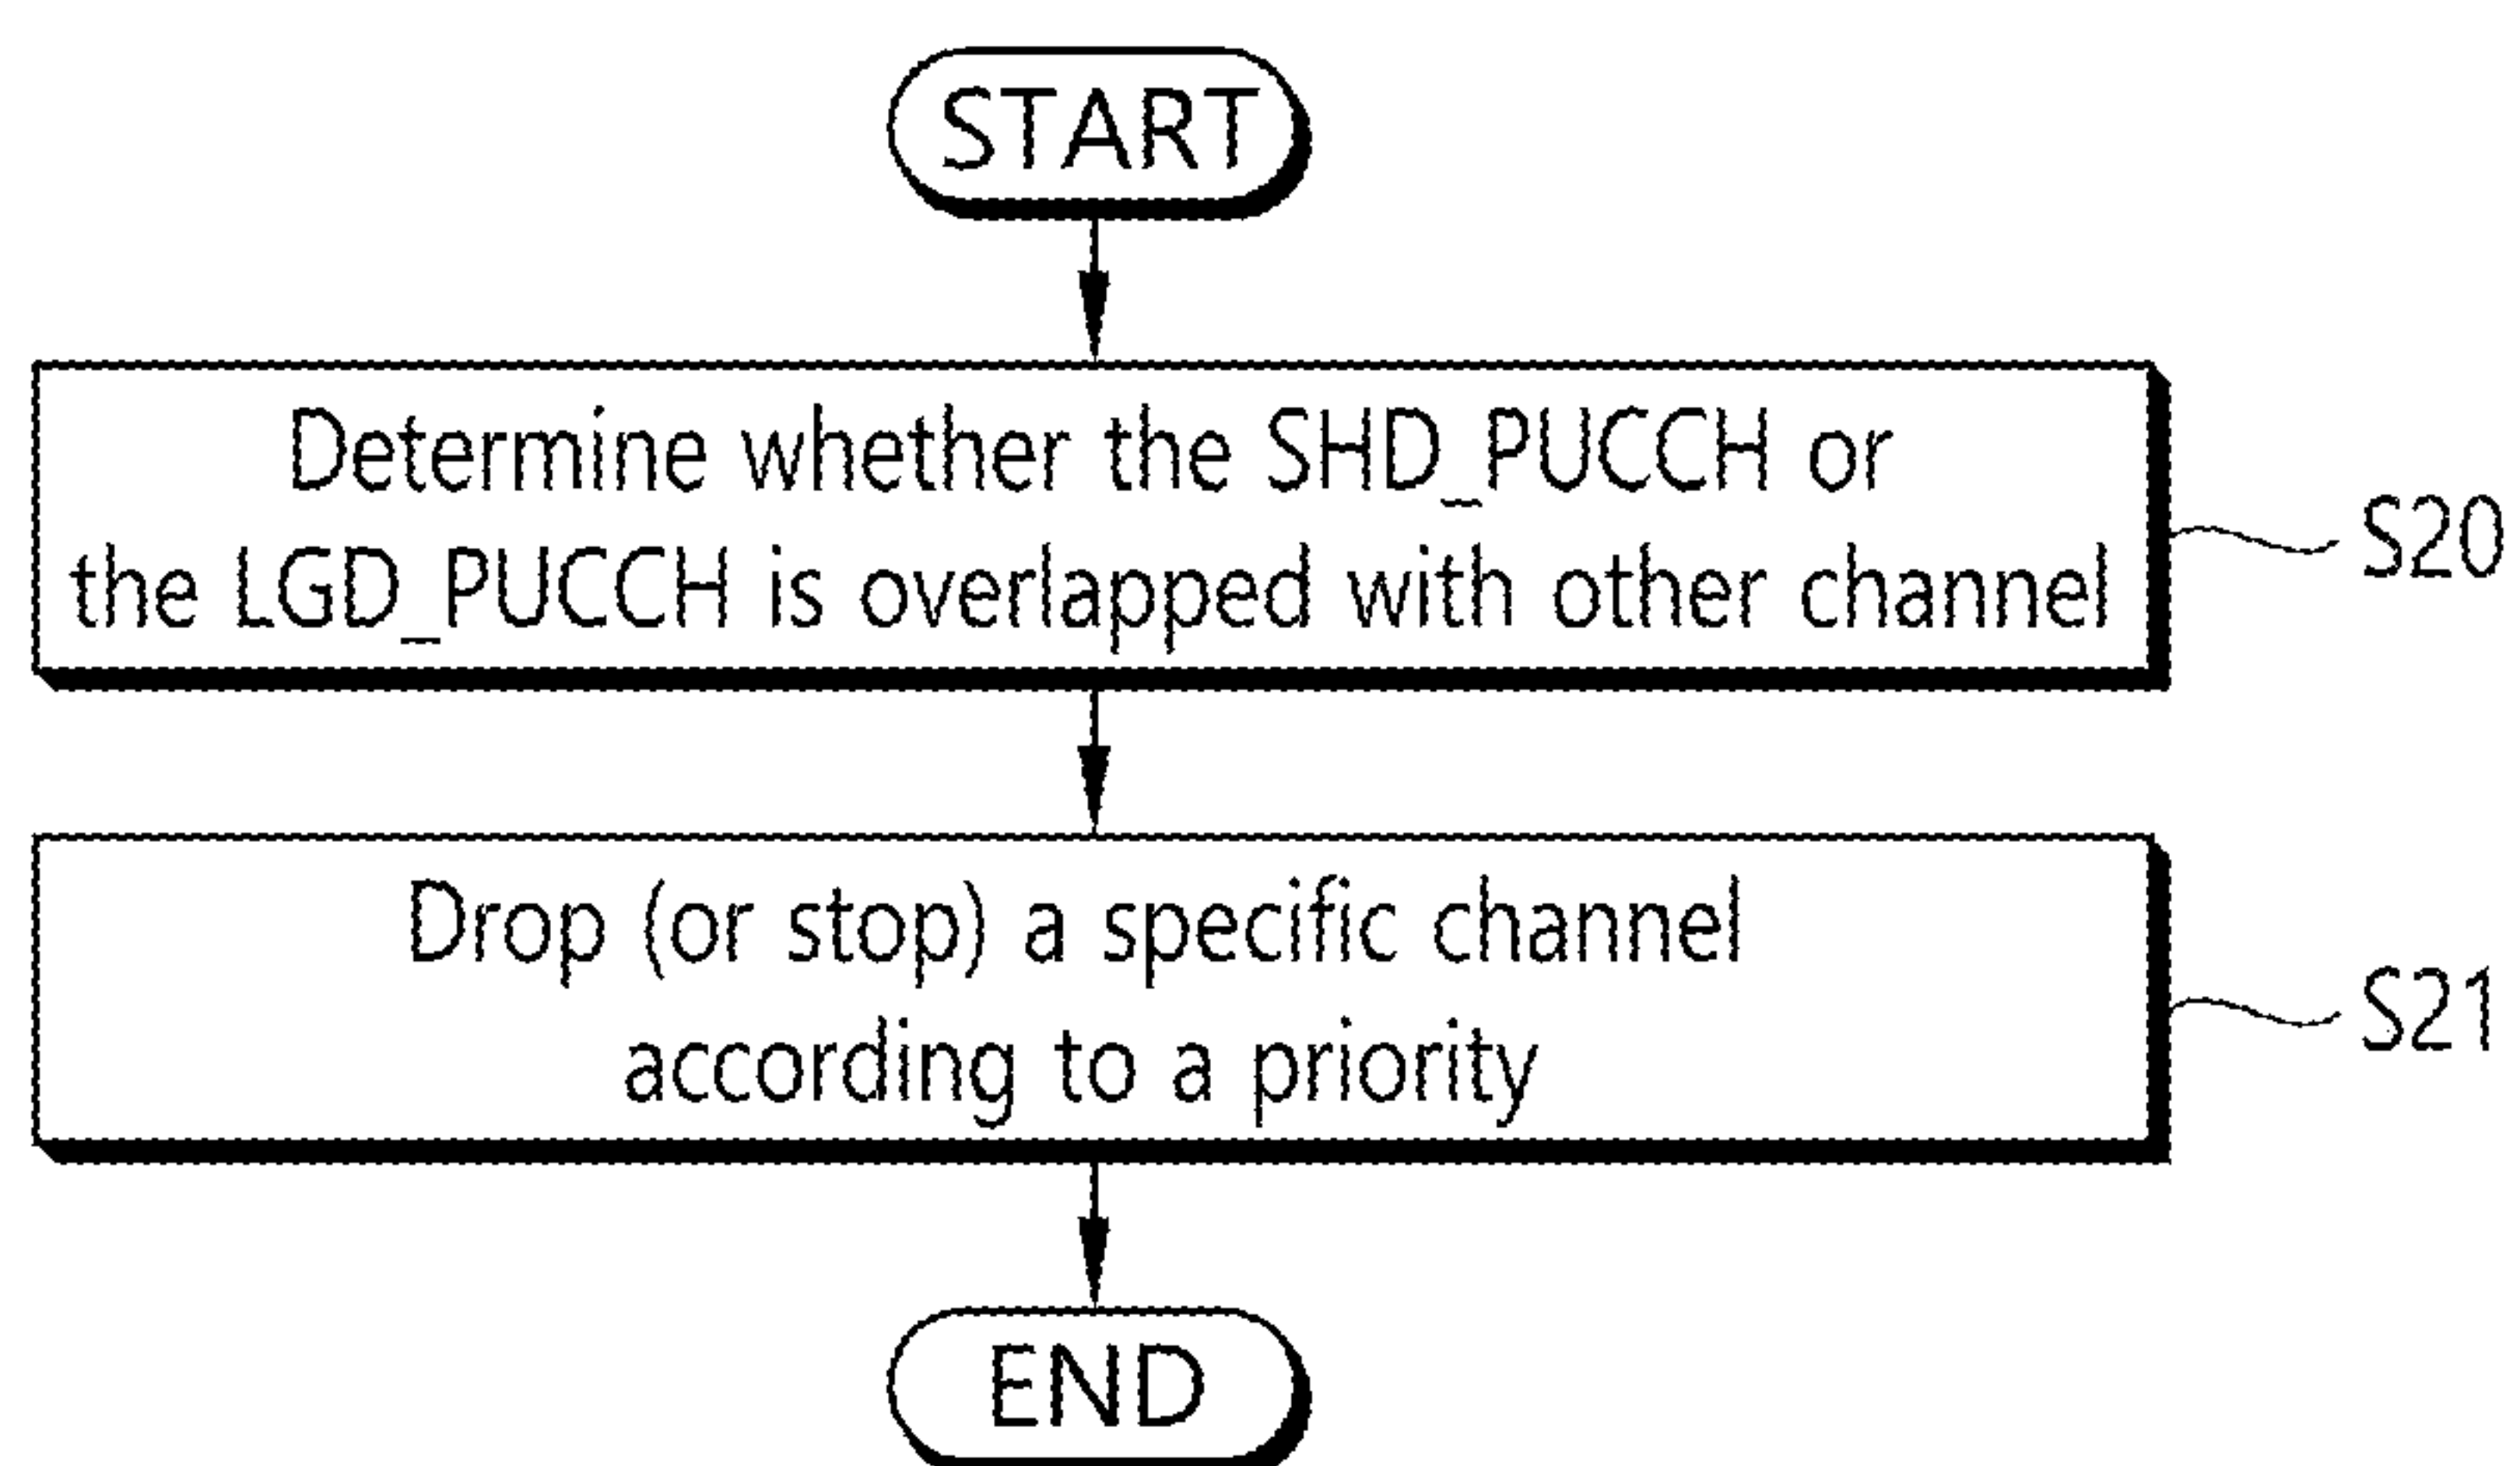 START
Determine whether the SHD_PUCCH or
the LGD_PUCCH is overlapped with other channel
S20
Drop (or stop) a specific channel
according to a priority
S21
END